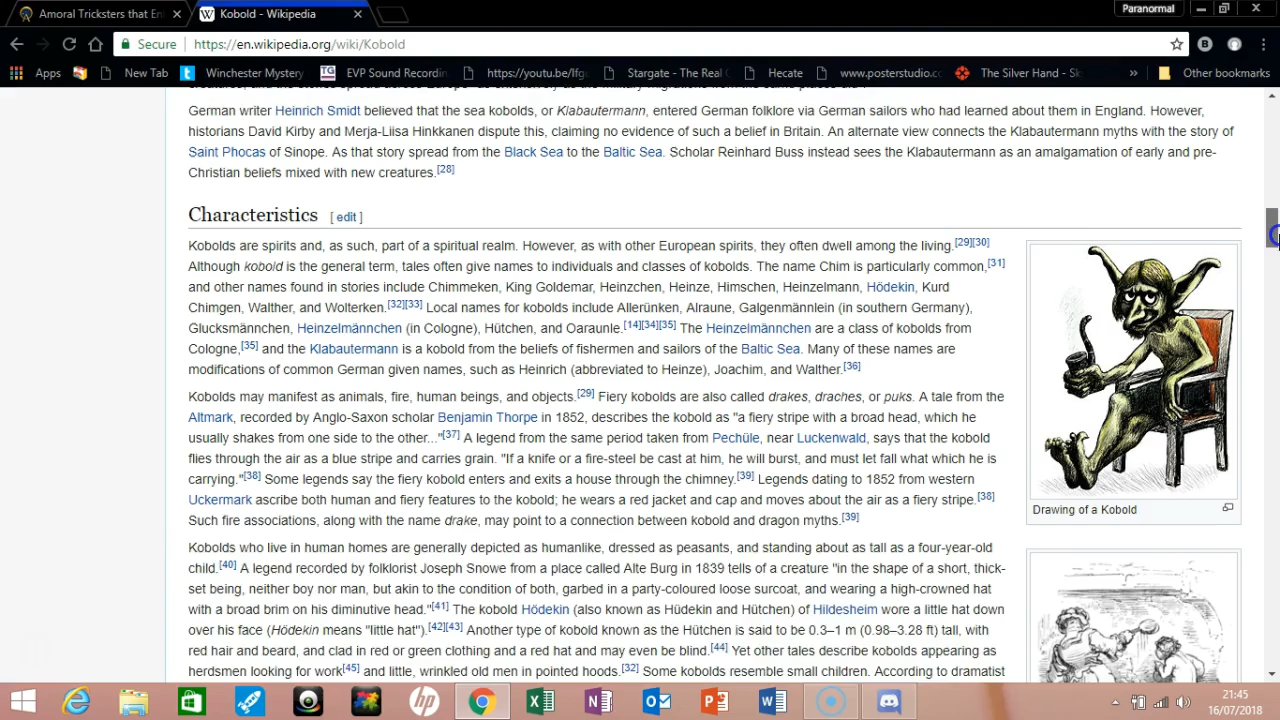 Amoral Tricksters that En
Kobold - Wikipedia
Paranormal
Secure
https://en.wikipedia.org/wiki/Kobold
Apps
New Tab
Winchester Mystery
EVP Sound Recordin
https://youtu.be/lfg
Stargate - The Real
Hecate
www.posterstudio.co
The Silver Hand - Sk
»
Other bookmarks
German writer Heinrich Smidt believed that the sea kobolds, or Klabautermann, entered German folklore via German sailors who had learned about them in England. However,
historians David Kirby and Merja-Liisa Hinkkanen dispute this, claiming no evidence of such a belief in Britain. An alternate view connects the Klabautermann myths with the story of
Saint Phocas of Sinope. As that story spread from the Black Sea to the Baltic Sea. Scholar Reinhard Buss instead sees the Klabautermann as an amalgamation of early and pre-
Christian beliefs mixed with new creatures.[28]
Characteristics [ edit ]
Kobolds are spirits and, as such, part of a spiritual realm. However, as with other European spirits, they often dwell among the living.[29][30]
Although kobold is the general term, tales often give names to individuals and classes of kobolds. The name Chim is particularly common,[31]
and other names found in stories include Chimmeken, King Goldemar, Heinzchen, Heinze, Himschen, Heinzelmann, Hödekin, Kurd
Chimgen, Walther, and Wolterken.[32][33] Local names for kobolds include Allerünken, Alraune, Galgenmännlein (in southern Germany),
Glucksmännchen, Heinzelmännchen (in Cologne), Hütchen, and Oaraunle.[14][34][35] The Heinzelmännchen are a class of kobolds from
Cologne,[35] and the Klabautermann is a kobold from the beliefs of fishermen and sailors of the Baltic Sea. Many of these names are
modifications of common German given names, such as Heinrich (abbreviated to Heinze), Joachim, and Walther.[36]
Kobolds may manifest as animals, fire, human beings, and objects.[29] Fiery kobolds are also called drakes, draches, or puks. A tale from the
Altmark, recorded by Anglo-Saxon scholar Benjamin Thorpe in 1852, describes the kobold as "a fiery stripe with a broad head, which he
usually shakes from one side to the other..."[37] A legend from the same period taken from Pechüle, near Luckenwald, says that the kobold
flies through the air as a blue stripe and carries grain. "If a knife or a fire-steel be cast at him, he will burst, and must let fall what which he is
carrying."[38] Some legends say the fiery kobold enters and exits a house through the chimney.[39] Legends dating to 1852 from western
Uckermark ascribe both human and fiery features to the kobold; he wears a red jacket and cap and moves about the air as a fiery stripe.[38]
Such fire associations, along with the name drake, may point to a connection between kobold and dragon myths.[39]
Drawing of a Kobold
Kobolds who live in human homes are generally depicted as humanlike, dressed as peasants, and standing about as tall as a four-year-old
child.[40] A legend recorded by folklorist Joseph Snowe from a place called Alte Burg in 1839 tells of a creature "in the shape of a short, thick-
set being, neither boy nor man, but akin to the condition of both, garbed in a party-coloured loose surcoat, and wearing a high-crowned hat
with a broad brim on his diminutive head."[41] The kobold Hödekin (also known as Hüdekin and Hütchen) of Hildesheim wore a little hat down
over his face (Hödekin means "little hat").[42][43] Another type of kobold known as the Hütchen is said to be 0.3–1 m (0.98–3.28 ft) tall, with
red hair and beard, and clad in red or green clothing and a red hat and may even be blind.[44] Yet other tales describe kobolds appearing as
herdsmen looking for work[45] and little, wrinkled old men in pointed hoods.[32] Some kobolds resemble small children. According to dramatist
21:45
16/07/2018